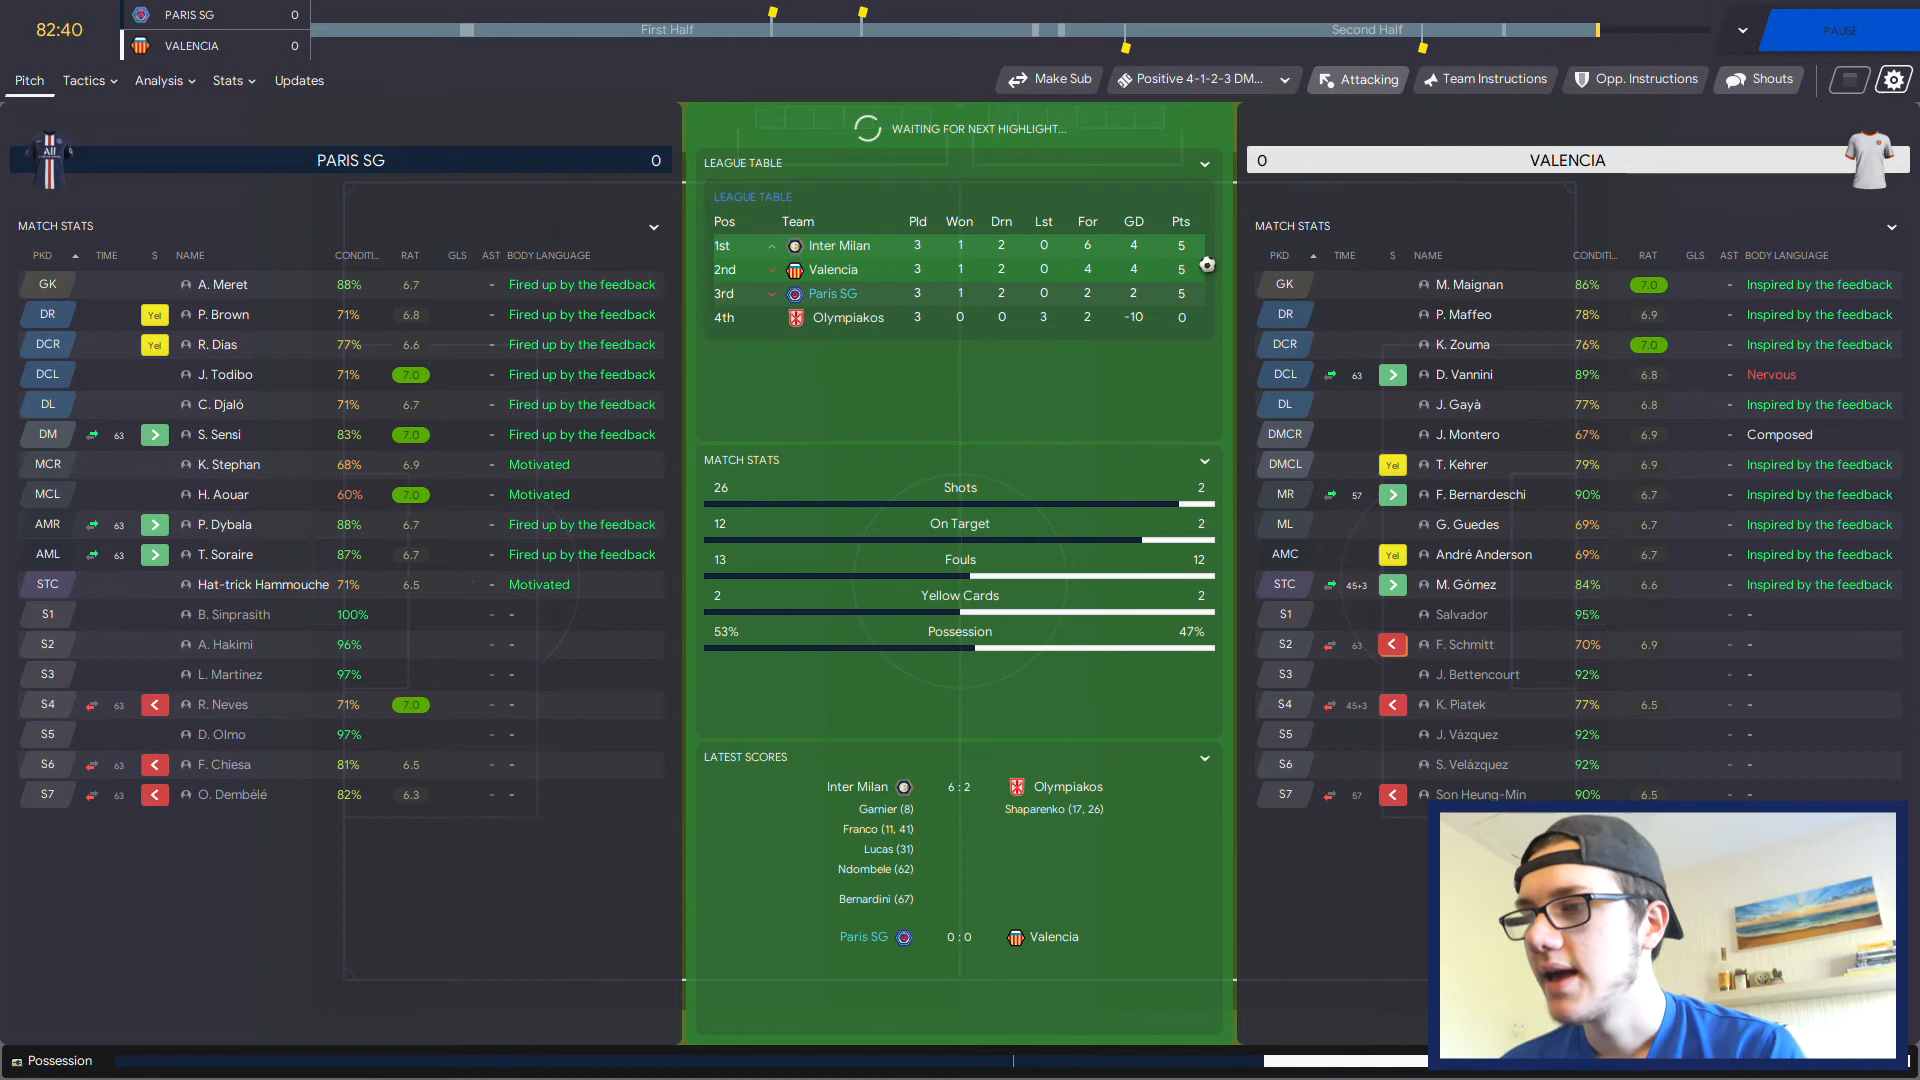 82:40
PARIS SG 0
VALENCIA 0
First Half
Second Half
PAUSE
Pitch Tactics Analysis Stats Updates
Make Sub
Positive 4-1-2-3 DM...
Attacking
Team Instructions
Opp. Instructions
Shouts
PARIS SG 0
MATCH STATS
PKD TIME S NAME CONDITI... RAT GLS AST BODY LANGUAGE
GK A. Meret 88% 6.7 - Fired up by the feedback
DR Yel P. Brown 71% 6.8 - Fired up by the feedback
DCR Yel R. Dias 77% 6.6 - Fired up by the feedback
DCL J. Todibo 71% 7.0 - Fired up by the feedback
DL C. Djaló 71% 6.7 - Fired up by the feedback
DM 63 S. Sensi 83% 7.0 - Fired up by the feedback
MCR K. Stephan 68% 6.9 - Motivated
MCL H. Aouar 60% 7.0 - Motivated
AMR 63 P. Dybala 88% 6.7 - Fired up by the feedback
AML 63 T. Soraire 87% 6.7 - Fired up by the feedback
STC Hat-trick Hammouche 71% 6.5 - Motivated
S1 B. Sinprasith 100% - -
S2 A. Hakimi 96% - -
S3 L. Martínez 97% - -
S4 63 R. Neves 71% 7.0 - -
S5 D. Olmo 97% - -
S6 63 F. Chiesa 81% 6.5 - -
S7 63 O. Dembélé 82% 6.3 - -
WAITING FOR NEXT HIGHLIGHT...
LEAGUE TABLE
LEAGUE TABLE
Pos Team Pld Won Drn Lst For GD Pts
1st Inter Milan 3 1 2 0 6 4 5
2nd Valencia 3 1 2 0 4 4 5
3rd Paris SG 3 1 2 0 2 2 5
4th Olympiakos 3 0 0 3 2 -10 0
MATCH STATS
26 Shots 2
12 On Target 2
13 Fouls 12
2 Yellow Cards 2
53% Possession 47%
LATEST SCORES
Inter Milan 6 : 2 Olympiakos
Garnier (8) Shaparenko (17, 26)
Franco (11, 41)
Lucas (31)
Ndombele (62)
Bernardini (67)
Paris SG 0 : 0 Valencia
0 VALENCIA
MATCH STATS
PKD TIME S NAME CONDITI... RAT GLS AST BODY LANGUAGE
GK M. Maignan 86% 7.0 - Inspired by the feedback
DR P. Maffeo 78% 6.9 - Inspired by the feedback
DCR K. Zouma 76% 7.0 - Inspired by the feedback
DCL 63 D. Vannini 89% 6.8 - Nervous
DL J. Gayà 77% 6.8 - Inspired by the feedback
DMCR J. Montero 67% 6.9 - Composed
DMCL Yel T. Kehrer 79% 6.9 - Inspired by the feedback
MR 57 F. Bernardeschi 90% 6.7 - Inspired by the feedback
ML G. Guedes 69% 6.7 - Inspired by the feedback
AMC Yel André Anderson 69% 6.7 - Inspired by the feedback
STC 45+3 M. Gómez 84% 6.6 - Inspired by the feedback
S1 Salvador 95% - -
S2 63 F. Schmitt 70% 6.9 - -
S3 J. Bettencourt 92% - -
S4 45+3 K. Piatek 77% 6.5 - -
S5 J. Vázquez 92% - -
S6 S. Velázquez 92% - -
S7 57 Son Heung-Min 90% 6.5 - -
Possession